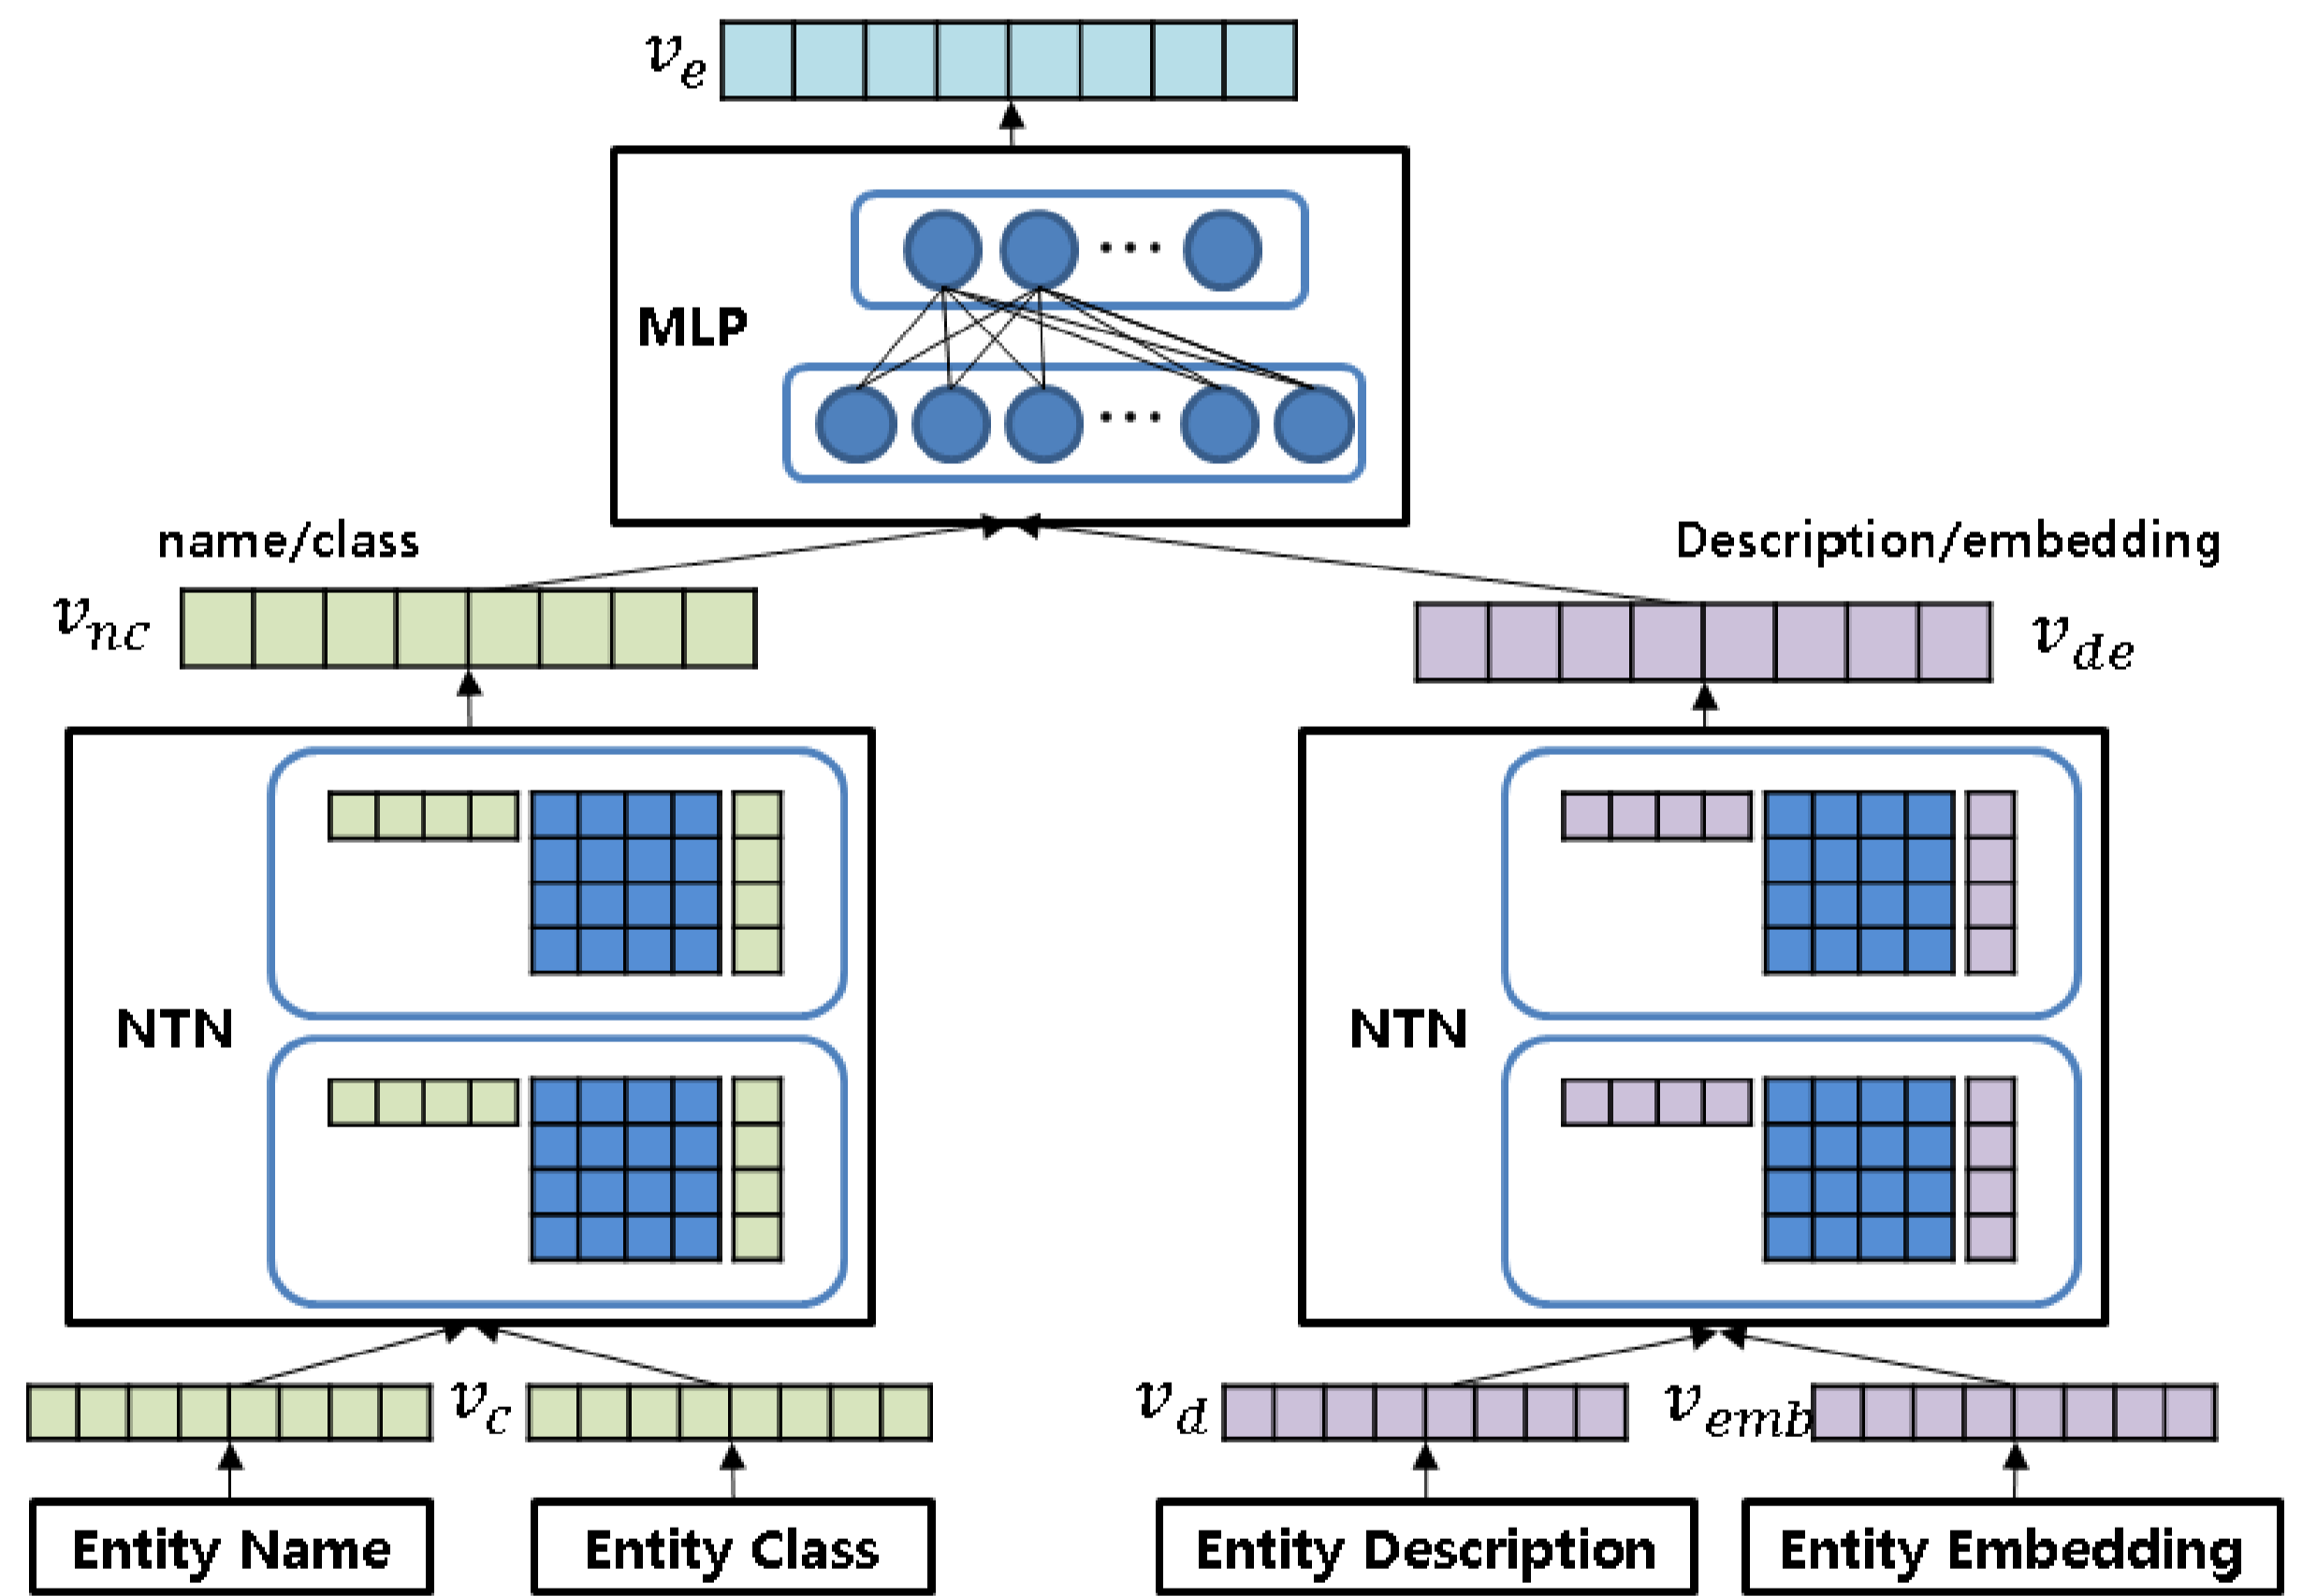 v_e
MLP
name/class
Description/embedding
v_nc
v_de
NTN
NTN
v_c
v_d
v_emb
Entity Name
Entity Class
Entity Description
Entity Embedding